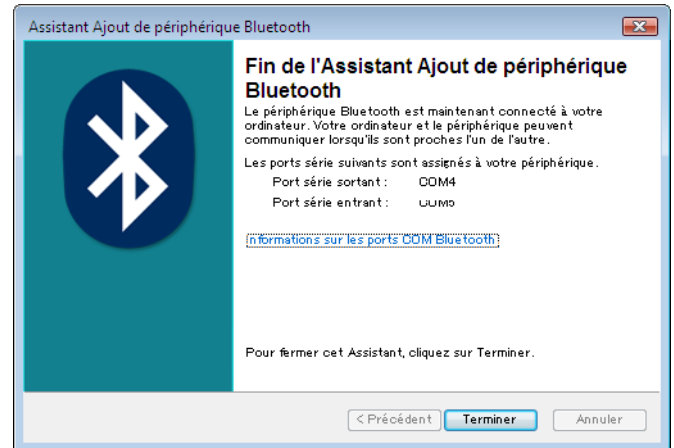 Assistant Ajout de périphérique Bluetooth
Fin de l'Assistant Ajout de périphérique
Bluetooth
Le périphérique Bluetooth est maintenant connecté à votre
ordinateur. Votre ordinateur et le périphérique peuvent
communiquer lorsqu'ils sont proches l'un de l'autre.
Les ports série suivants sont assignés à votre périphérique.
Port série sortant : COM4
Port série entrant : COM5
Informations sur les ports COM Bluetooth
Pour fermer cet Assistant, cliquez sur Terminer.
< Précédent Terminer Annuler